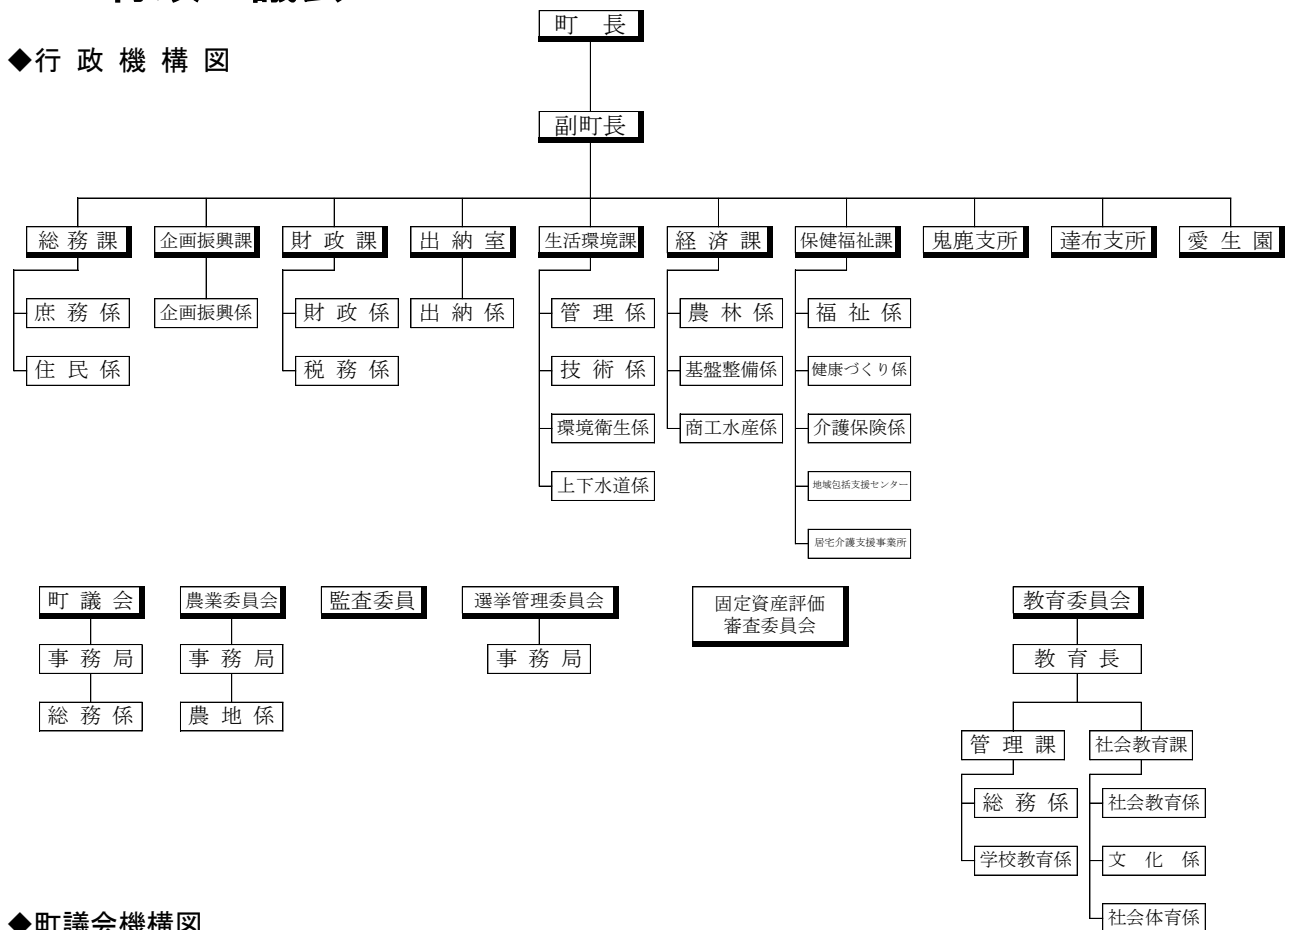 ◆行 政 機 構 図
町 長
副町長
総 務 課 企画振興課 財 政 課 出 納 室 生活環境課 経 済 課 保健福祉課 鬼鹿支所 達布支所 愛 生 園
庶 務 係 企画振興係 財 政 係 出 納 係 管 理 係 農 林 係 福 祉 係
住 民 係 税 務 係 技 術 係 基盤整備係 健康づくり係
環境衛生係 商工水産係 介護保険係
上下水道係 地域包括支援センター
居宅介護支援事業所
町 議 会 農業委員会 監査委員 選挙管理委員会 固定資産評価 教育委員会
審査委員会
事 務 局 事 務 局 事 務 局 教 育 長
総 務 係 農 地 係
管 理 課 社会教育課
総 務 係 社会教育係
学校教育係 文 化 係
社会体育係
◆町議会機構図